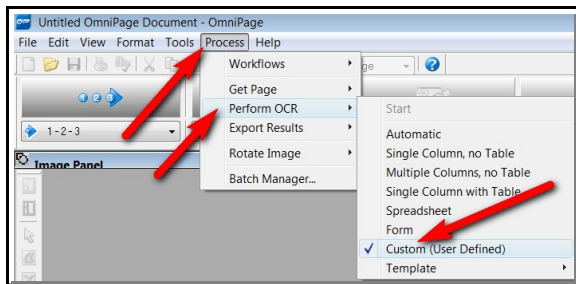 Untitled OmniPage Document - OmniPage
File Edit View Format Tools Process Help
Workflows
ge
Get Page
Perform OCR
Start
1-2-3
Export Results
Automatic
Single Column, no Table
Image Panel
Rotate Image
Multiple Columns, no Table
Batch Manager...
Single Column with Table
Spreadsheet
Form
Custom (User Defined)
Template